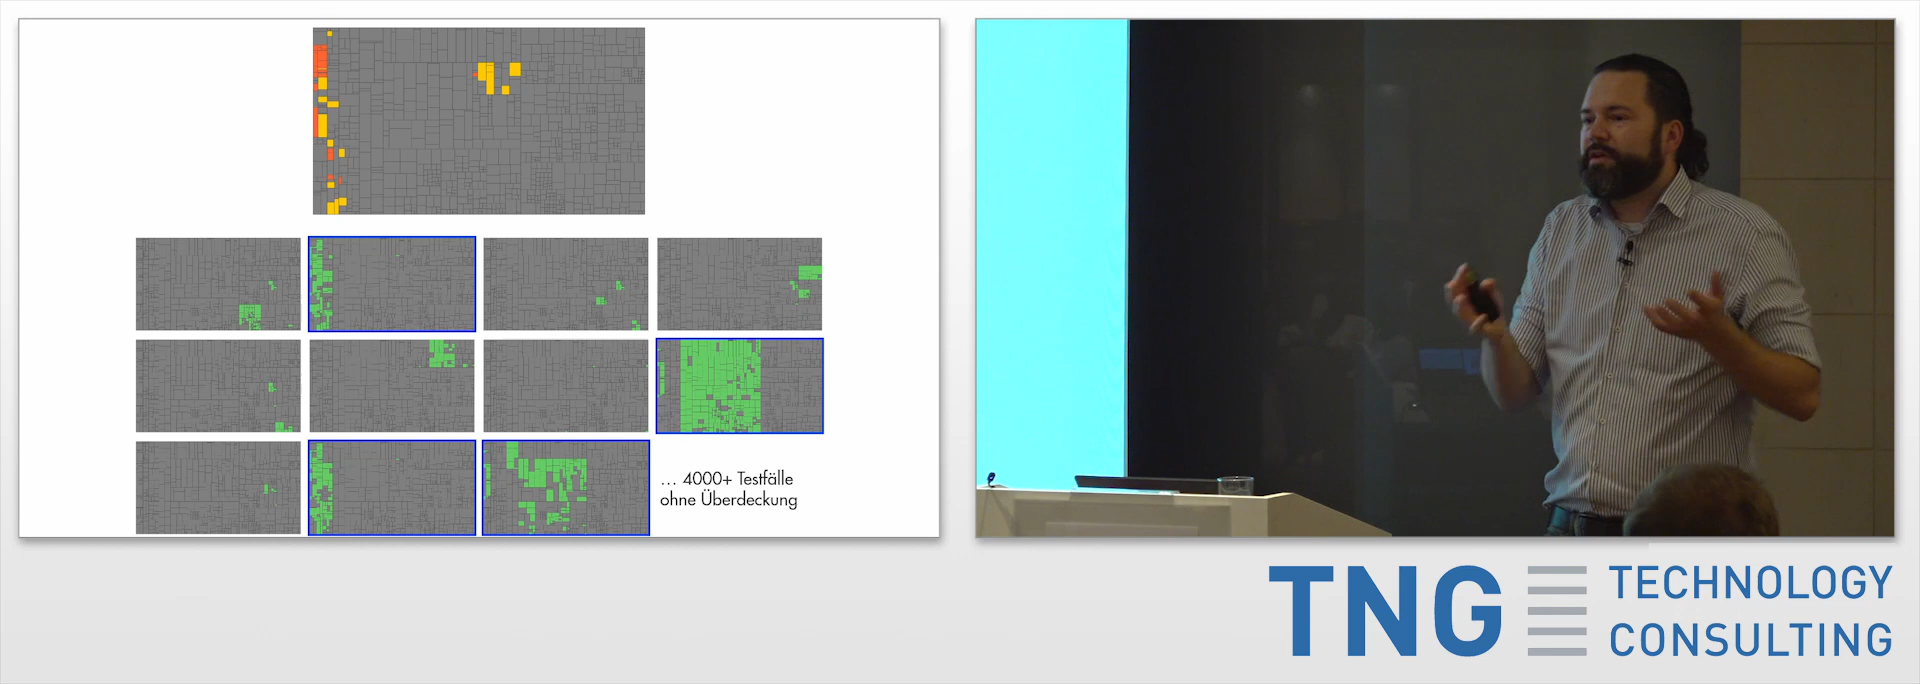 ... 4000+ Testfälle
ohne Überdeckung
TNG
TECHNOLOGY
CONSULTING